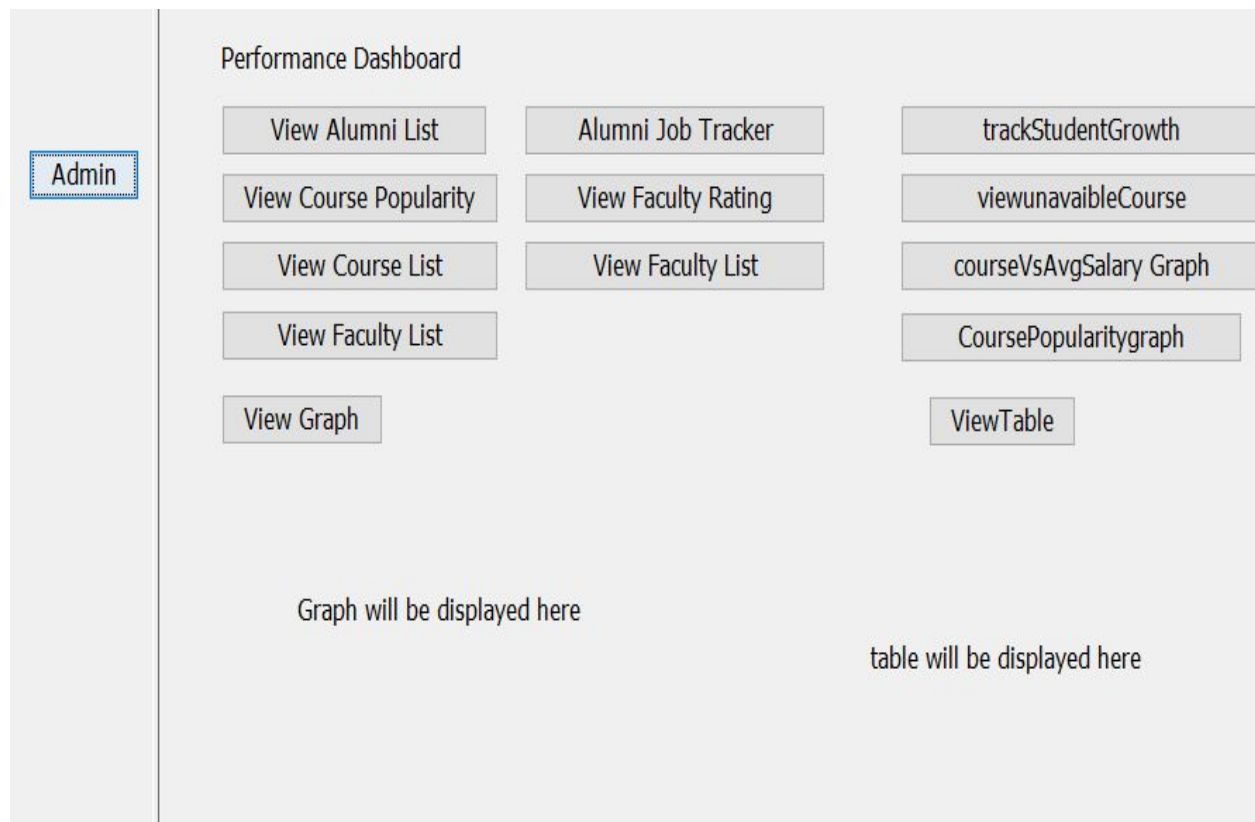 Performance Dashboard
View Alumni List Alumni Job Tracker trackStudentGrowth
Admin
View Course Popularity View Faculty Rating viewunavaibleCourse
View Course List View Faculty List courseVsAvgSalary Graph
View Faculty List CoursePopularitygraph
View Graph ViewTable
Graph will be displayed here
table will be displayed here